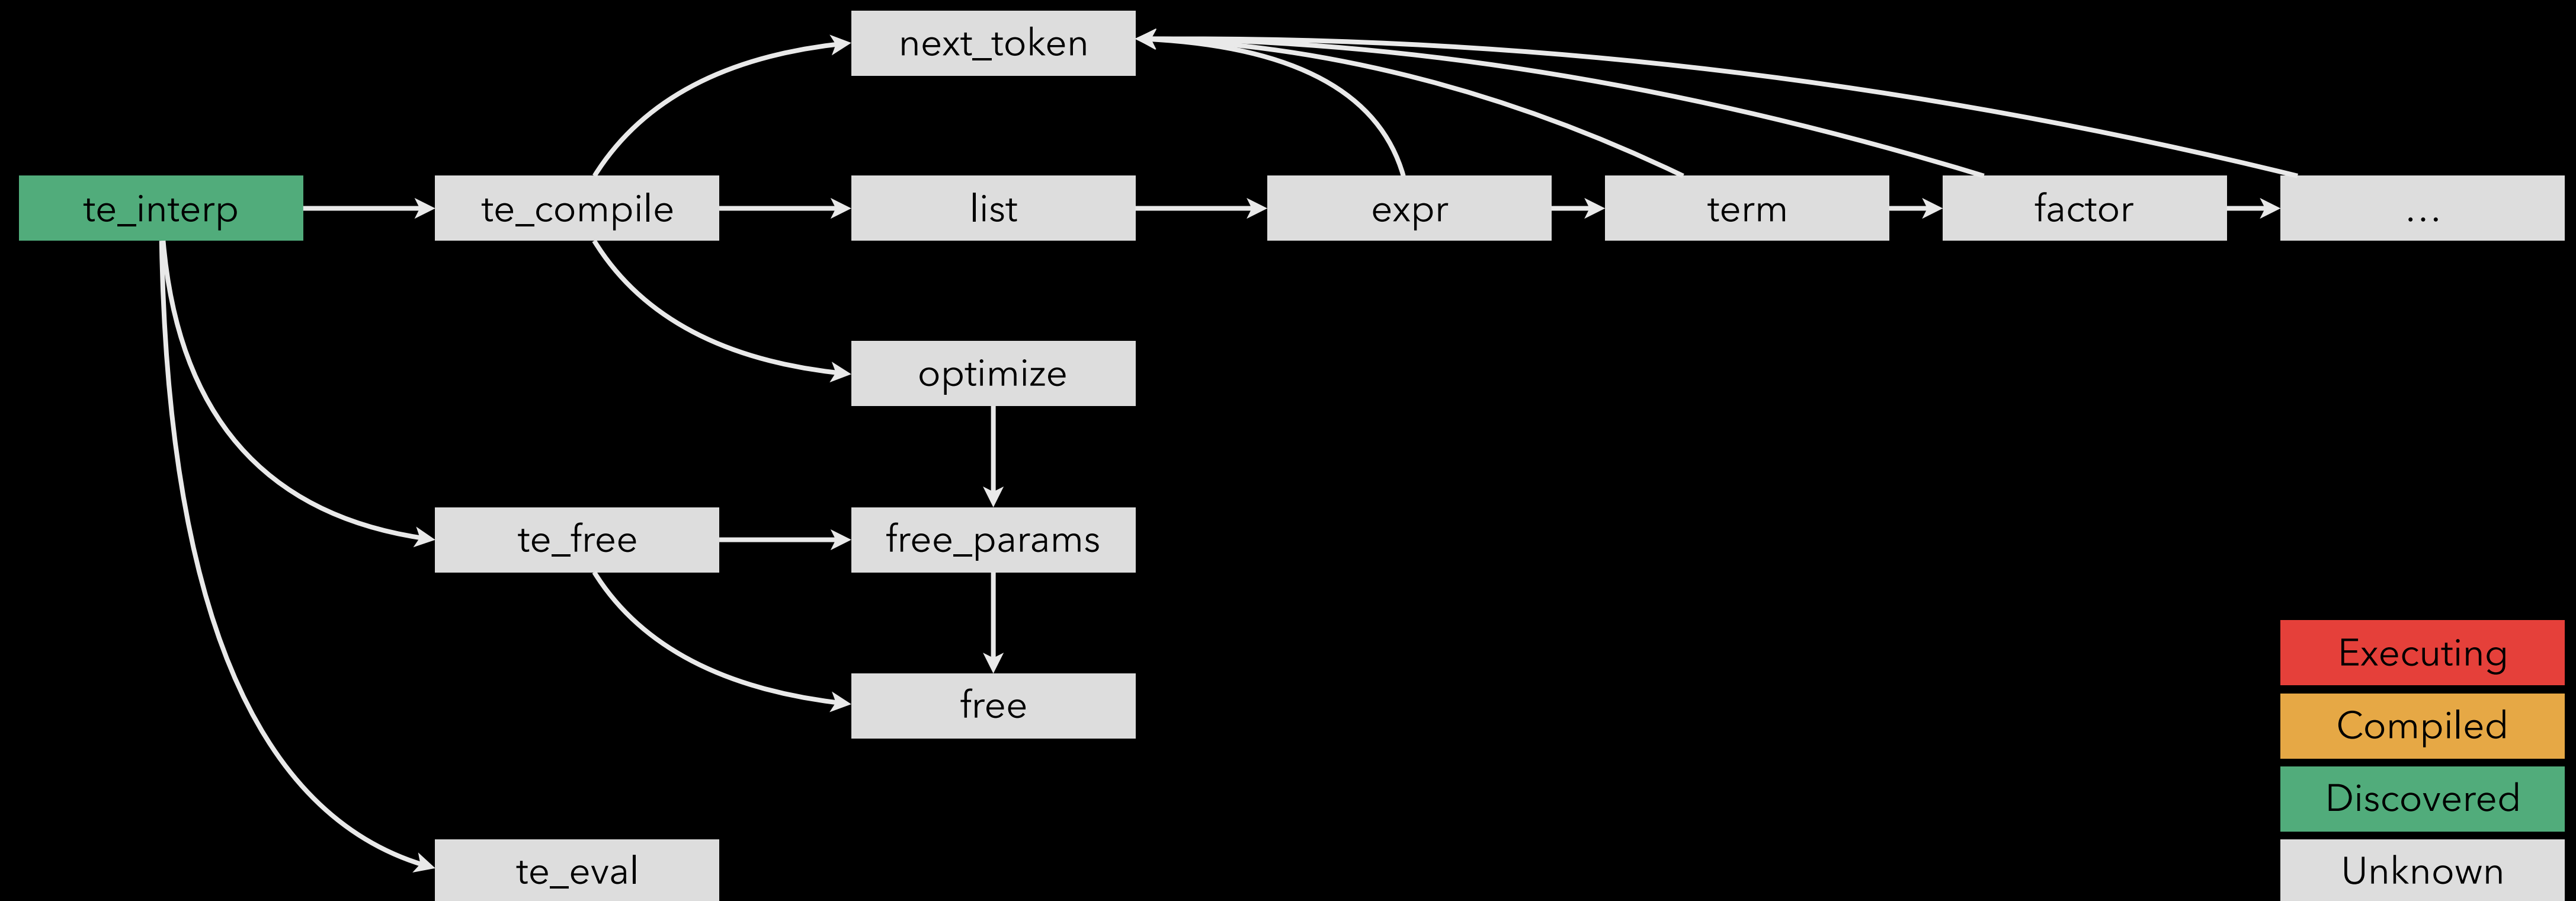 next_token
te_interp
te_compile
list
expr
term
factor
...
optimize
te_free
free_params
free
te_eval
Executing
Compiled
Discovered
Unknown